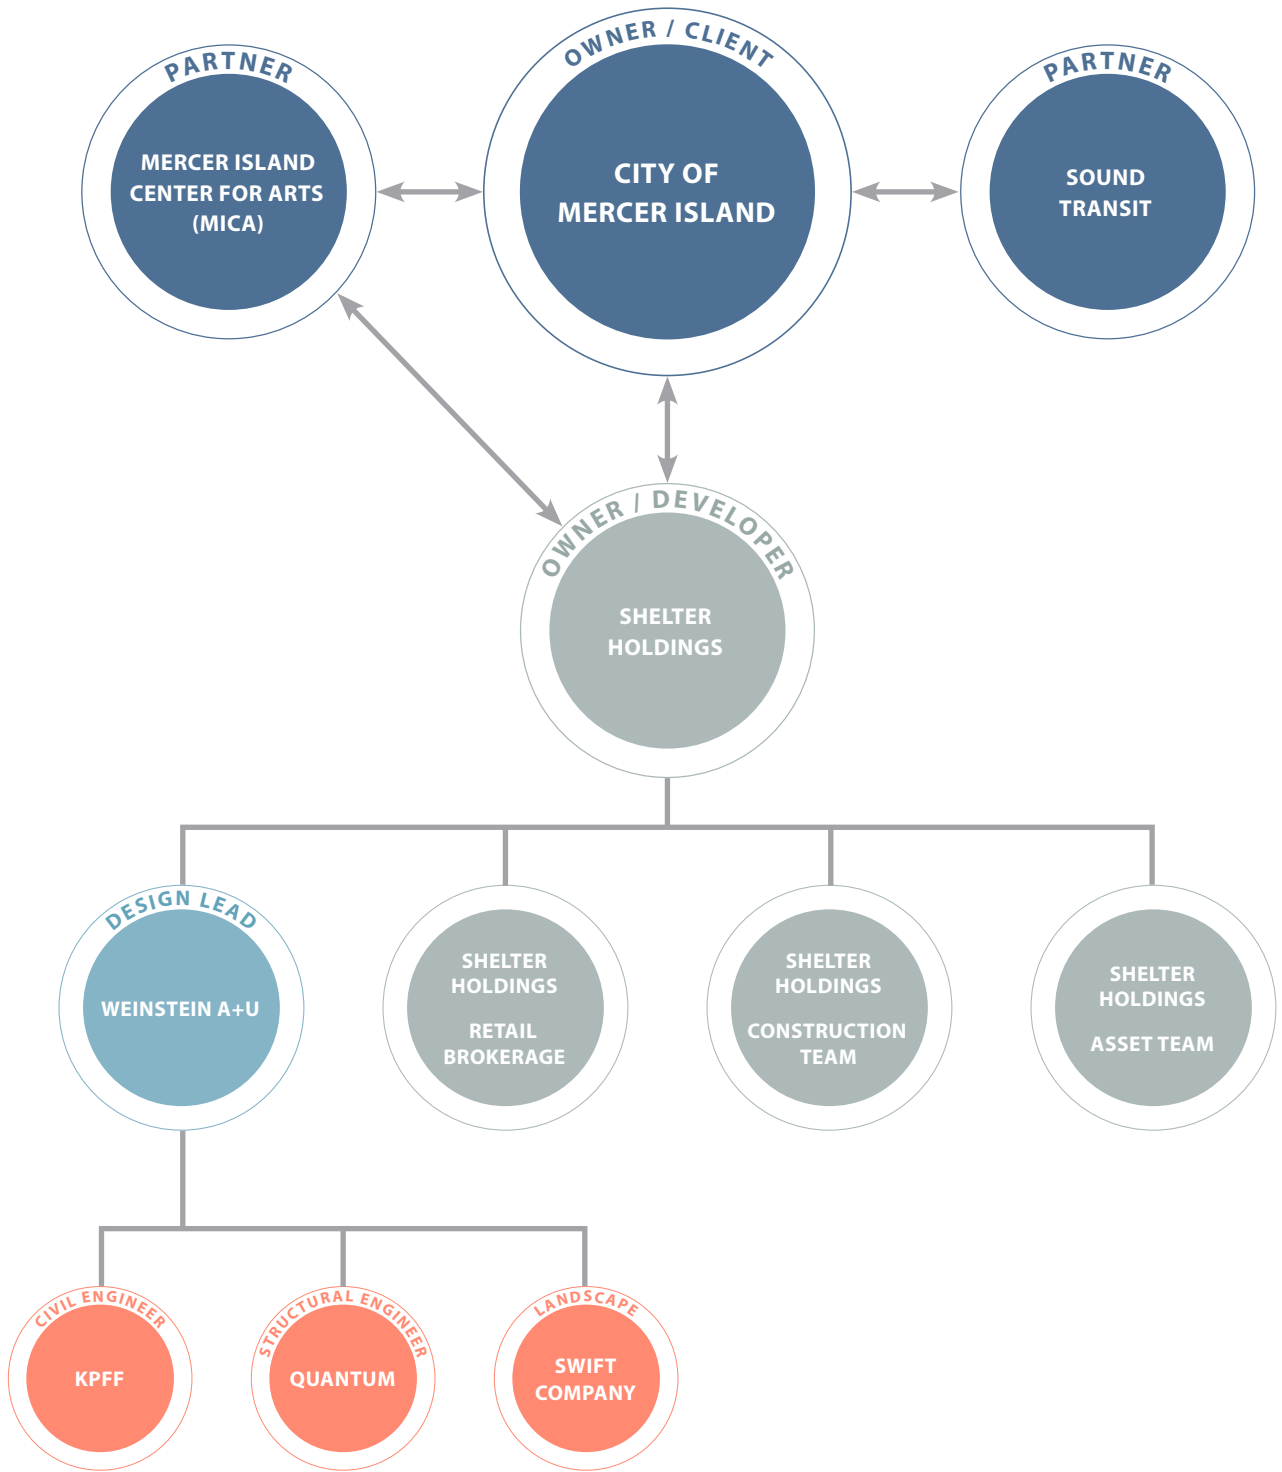 PARTNER
MERCER ISLAND
CENTER FOR ARTS
(MICA)
OWNER / CLIENT
CITY OF
MERCER ISLAND
PARTNER
SOUND
TRANSIT
OWNER / DEVELOPER
SHELTER
HOLDINGS
DESIGN LEAD
WEINSTEIN A+U
SHELTER
HOLDINGS
RETAIL
BROKERAGE
SHELTER
HOLDINGS
CONSTRUCTION
TEAM
SHELTER
HOLDINGS
ASSET TEAM
CIVIL ENGINEER
KPFF
STRUCTURAL ENGINEER
QUANTUM
LANDSCAPE
SWIFT
COMPANY